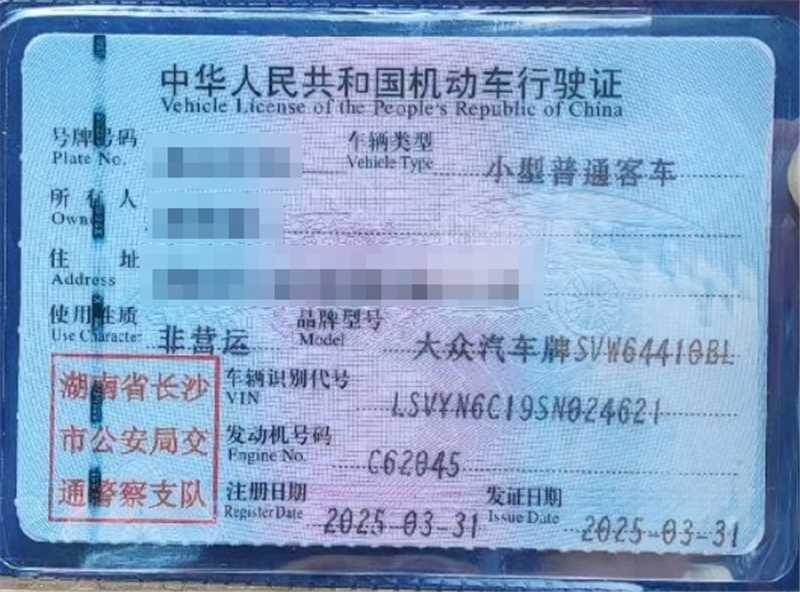 中华人民共和国机动车行驶证
Vehicle License of the People's Republic of China
号牌号码
Plate No.
车辆类型 小型普通客车
Vehicle Type
所有人
Owner
住址
Address
使用性质 非营运
Use Character
品牌型号 大众汽车牌SVW64410BL
Model
湖南省长沙
市公安局交
通警察支队
车辆识别代号
VIN LSVYN6C19SN024621
发动机号码
Engine No. C62045
注册日期 2025-03-31
Register Date
发证日期 2025-03-31
Issue Date